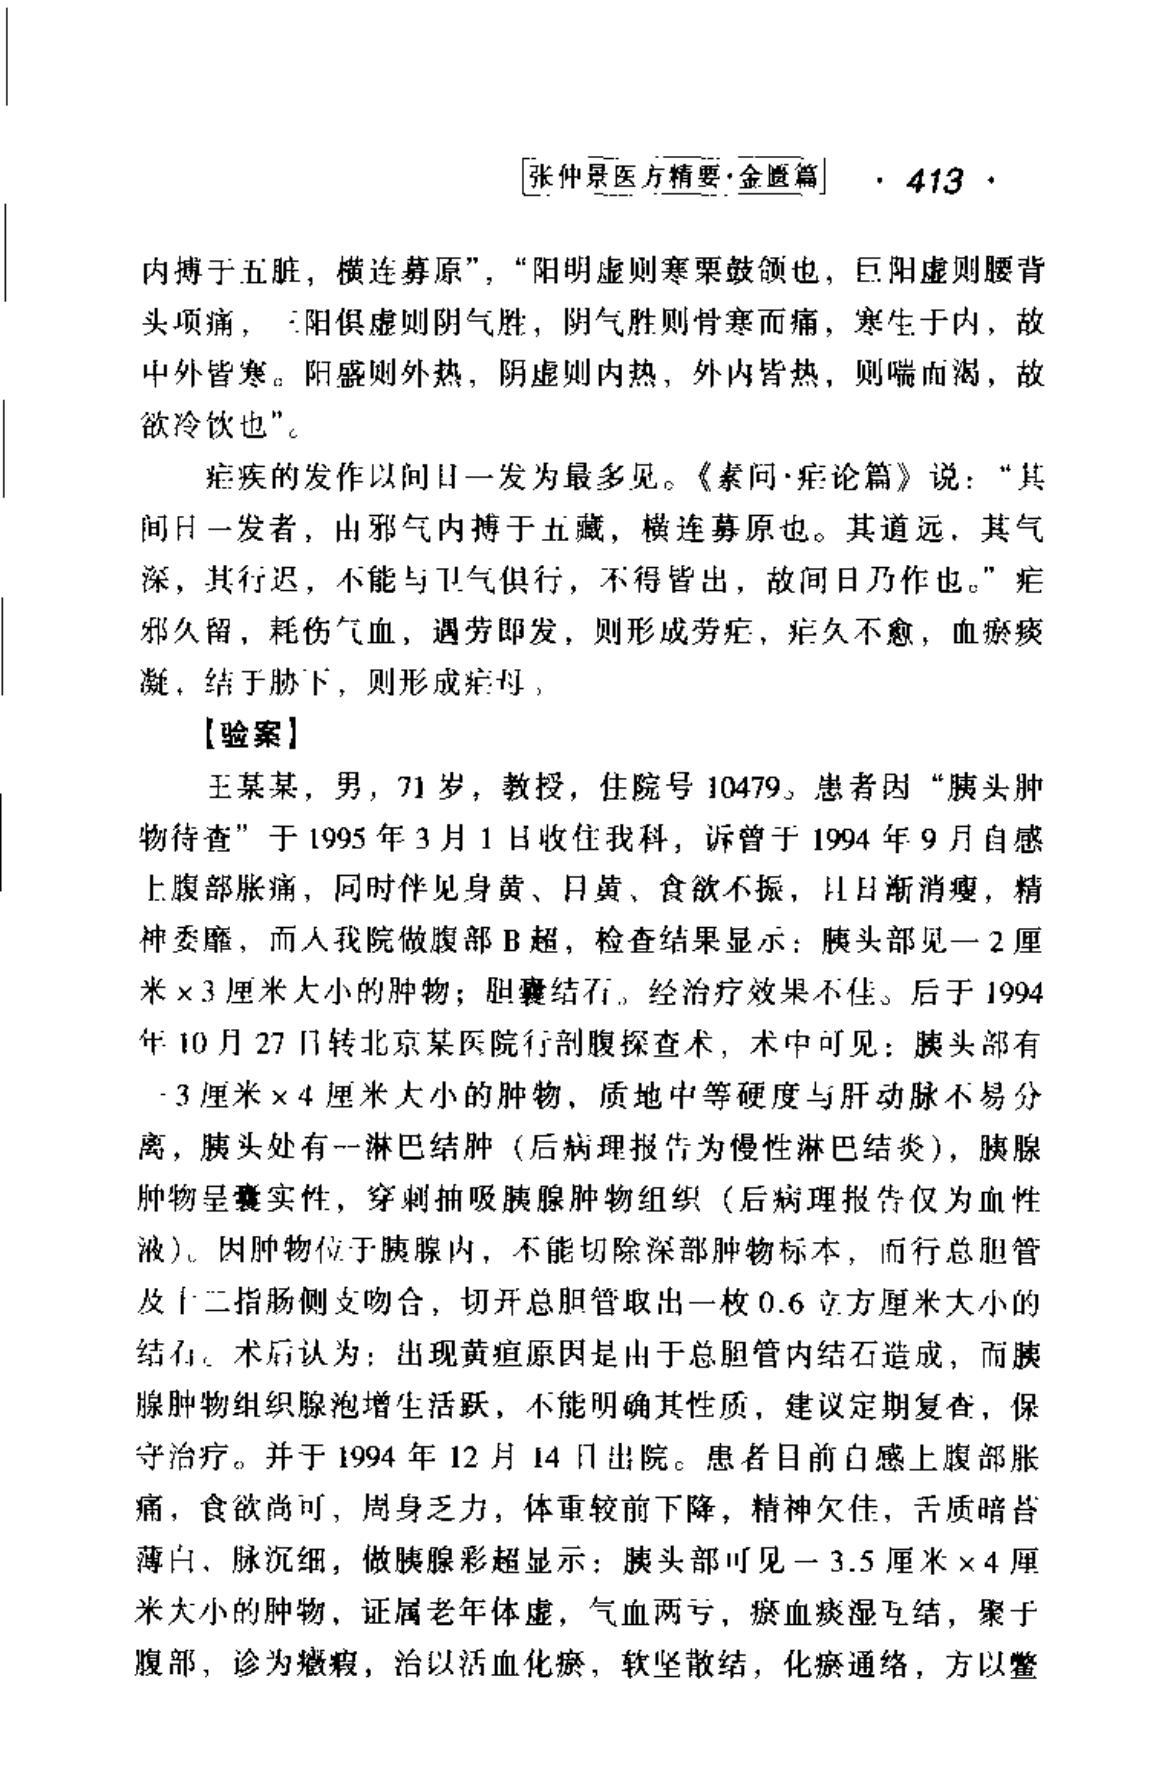 张仲景医方精要·金匮篇 · 413 ·
内搏于五脏，横连募原”，“阳明虚则寒栗鼓颔也，巨阳虚则腰背
头项痛，三阳俱虚则阴气胜，阴气胜则骨寒而痛，寒生于内，故
中外皆寒。阳盛则外热，阴虚则内热，外内皆热，则喘而渴，故
欲冷饮也”。
疟疾的发作以间日一发为最多见。《素问·疟论篇》说：“其
间日一发者，由邪气内搏于五藏，横连募原也。其道远，其气
深，其行迟，不能与卫气俱行，不得皆出，故间日乃作也。”疟
邪久留，耗伤气血，遇劳即发，则形成劳疟，疟久不愈，血瘀痰
凝，结于胁下，则形成疟母。
【验案】
王某某，男，71岁，教授，住院号10479。患者因“胰头肿
物待查”于1995年3月1日收住我科，诉曾于1994年9月自感
上腹部胀痛，同时伴见身黄、目黄、食欲不振，且日渐消瘦，精
神委靡，而入我院做腹部B超，检查结果显示：胰头部见一2厘
米×3厘米大小的肿物；胆囊结石。经治疗效果不佳。后于1994
年10月27日转北京某医院行剖腹探查术，术中可见：胰头部有
一3厘米×4厘米大小的肿物，质地中等硬度与肝动脉不易分
离，胰头处有一淋巴结肿（后病理报告为慢性淋巴结炎），胰腺
肿物呈囊实性，穿刺抽吸胰腺肿物组织（后病理报告仅为血性
液）。因肿物位于胰腺内，不能切除深部肿物标本，而行总胆管
及十二指肠侧支吻合，切开总胆管取出一枚0.6立方厘米大小的
结石。术后认为：出现黄疸原因是由于总胆管内结石造成，而胰
腺肿物组织腺泡增生活跃，不能明确其性质，建议定期复查，保
守治疗。并于1994年12月14日出院。患者目前自感上腹部胀
痛，食欲尚可，周身乏力，体重较前下降，精神欠佳，舌质暗苔
薄白、脉沉细，做胰腺彩超显示：胰头部可见一3.5厘米×4厘
米大小的肿物，证属老年体虚，气血两亏，瘀血痰湿互结，聚于
腹部，诊为癥瘕，治以活血化瘀，软坚散结，化瘀通络，方以鳖